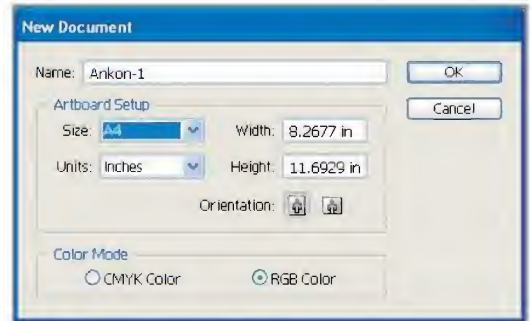 New Document
Name: Ankon-1
OK
Artboard Setup
Cancel
Size: A4 Width: 8.2677 in
Units: Inches Height: 11.6929 in
Orientation:
Color Mode
CMYK Color RGB Color